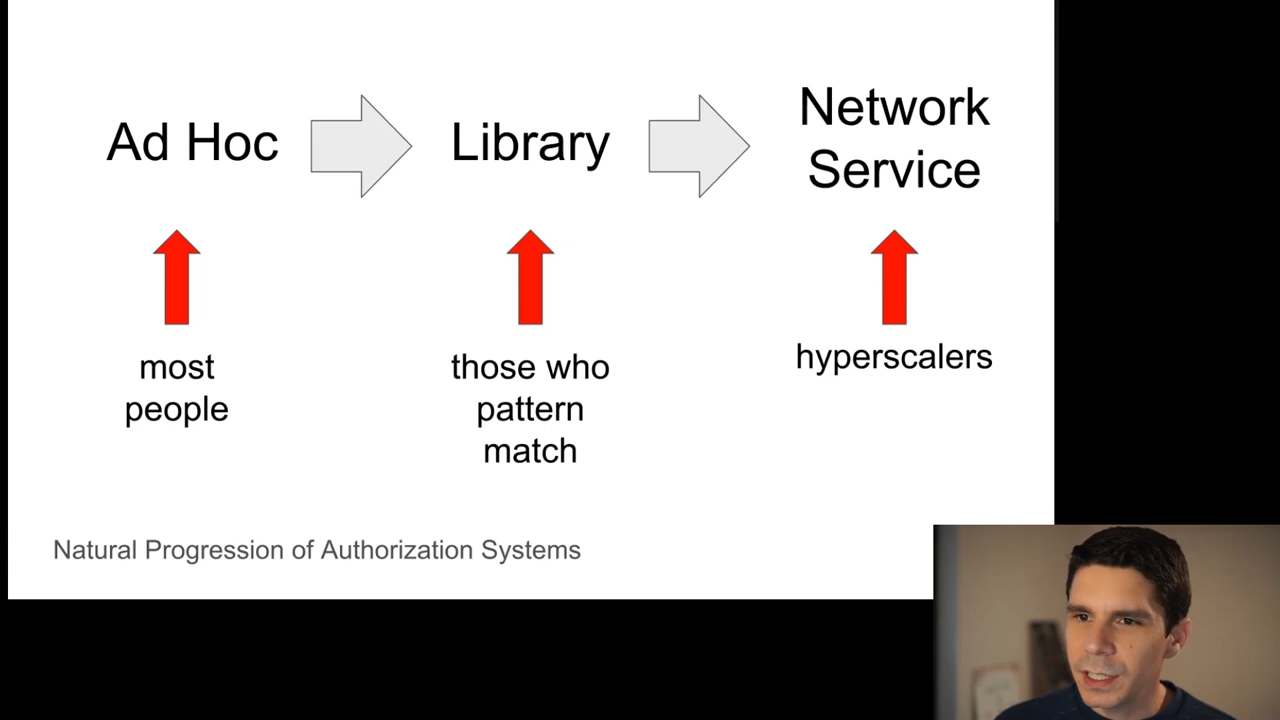 Ad Hoc
Library
Network
Service
most
people
those who
pattern
match
hyperscalers
Natural Progression of Authorization Systems